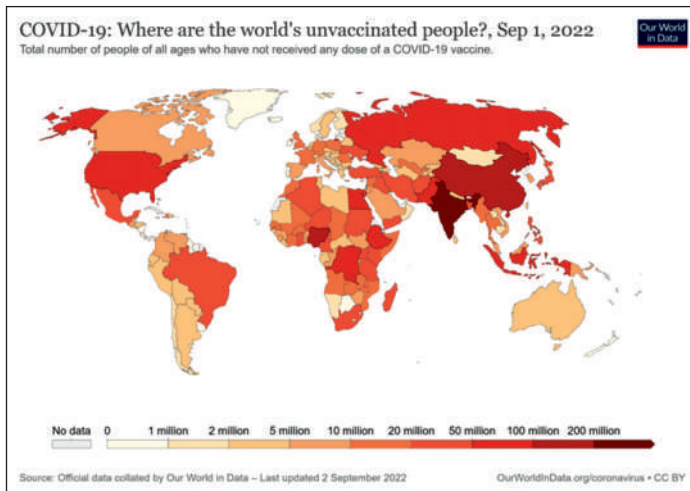 COVID-19: Where are the world's unvaccinated people?, Sep 1, 2022
Total number of people of all ages who have not received any dose of a COVID-19 vaccine.
Our World
in Data
No data
0
1 million
2 million
5 million
10 million
20 million
50 million
100 million
200 million
Source: Official data collated by Our World in Data – Last updated 2 September 2022
OurWorldInData.org/coronavirus • CC BY